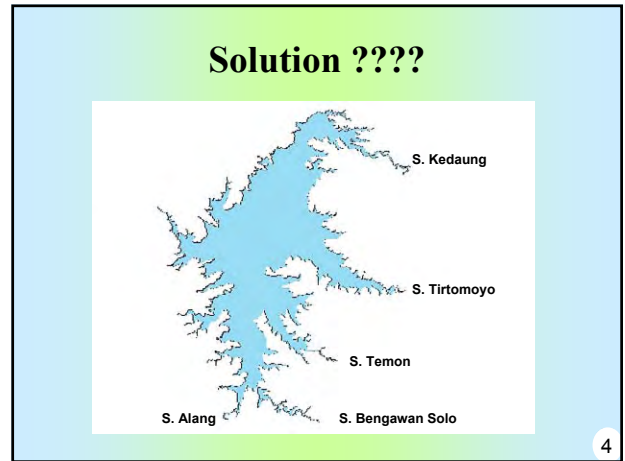 Solution ????
S. Kedaung
S. Tirtomoyo
S. Temon
S. Alang
S. Bengawan Solo
4